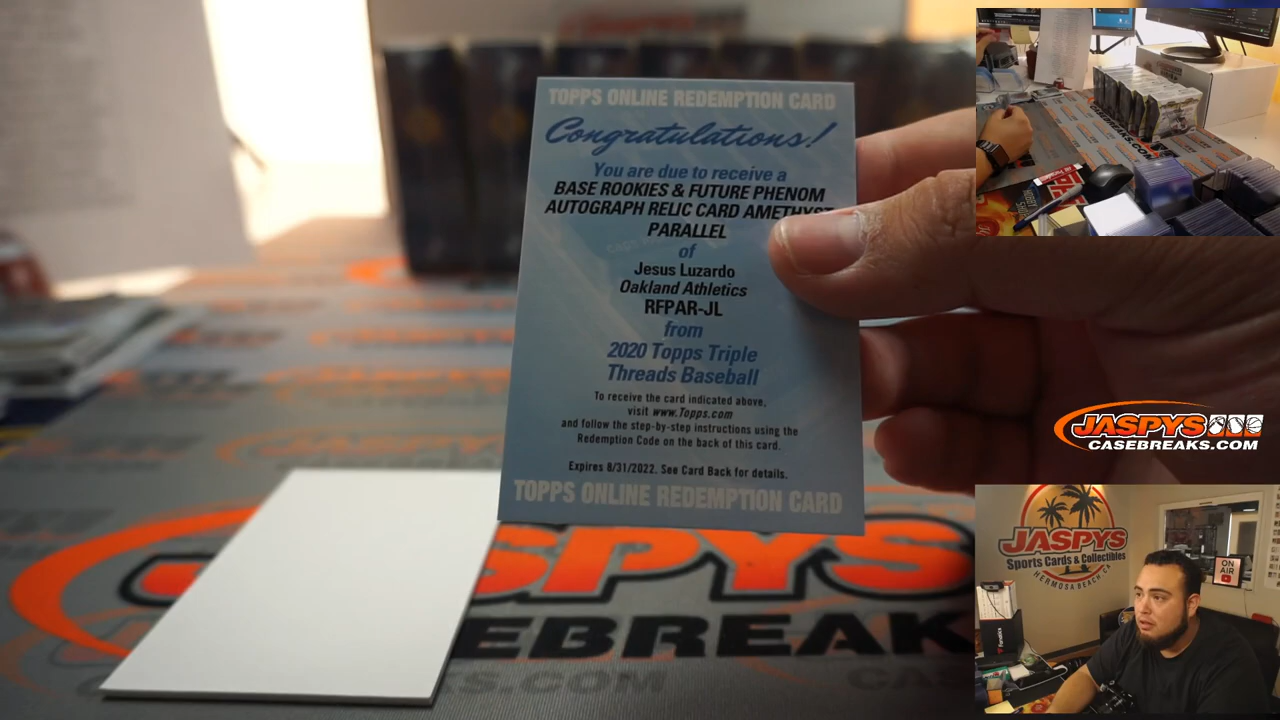 TOPPS ONLINE REDEMPTION CARD
Congratulations!
You are due to receive a
BASE ROOKIES & FUTURE PHENOM
AUTOGRAPH RELIC CARD AMETHYST
PARALLEL
of
Jesus Luzardo
Oakland Athletics
RFPAR-JL
from
2020 Topps Triple
Threads Baseball
To receive the card indicated above,
visit www.Topps.com
and follow the step-by-step instructions using the
Redemption Code on the back of this card.
Expires 8/31/2022. See Card Back for details.
TOPPS ONLINE REDEMPTION CARD
JASPYS
CASEBREAKS.COM
JASPYS
Sports Cards & Collectibles
HERMOSA BEACH, CA
ON
AIR
Fanatics
JASPYS
EBREAK